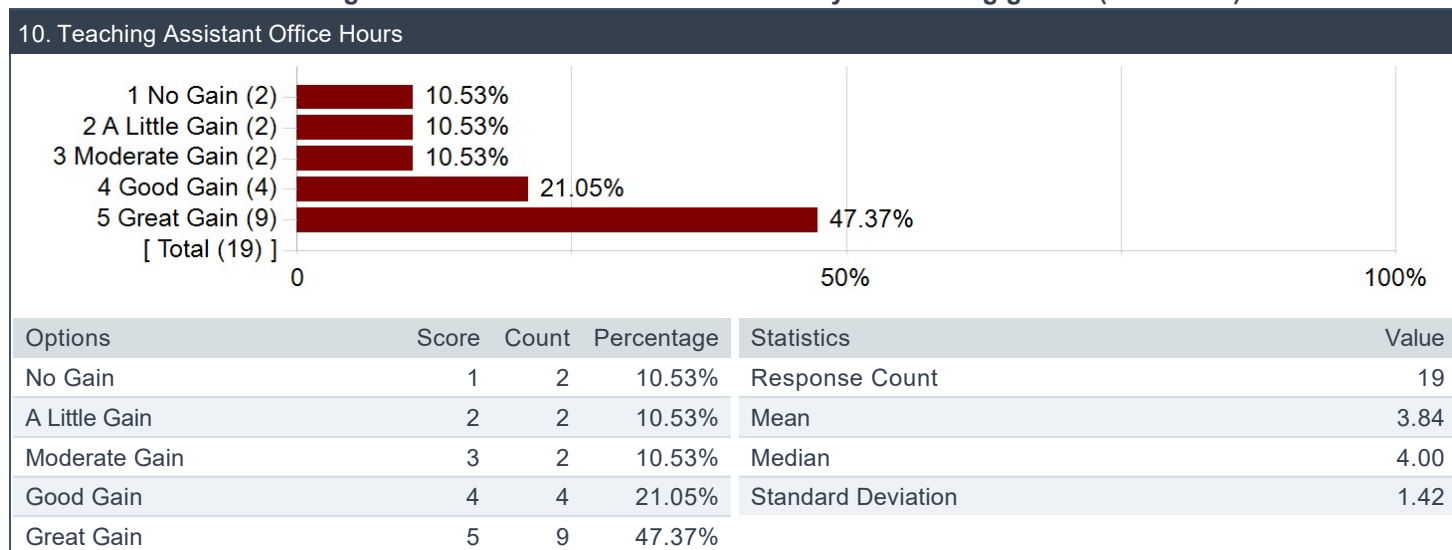 10. Teaching Assistant Office Hours
1 No Gain (2) 10.53%
2 A Little Gain (2) 10.53%
3 Moderate Gain (2) 10.53%
4 Good Gain (4) 21.05%
5 Great Gain (9) 47.37%
[ Total (19) ]
0 50% 100%
Options Score Count Percentage Statistics Value
No Gain 1 2 10.53% Response Count 19
A Little Gain 2 2 10.53% Mean 3.84
Moderate Gain 3 2 10.53% Median 4.00
Good Gain 4 4 21.05% Standard Deviation 1.42
Great Gain 5 9 47.37%